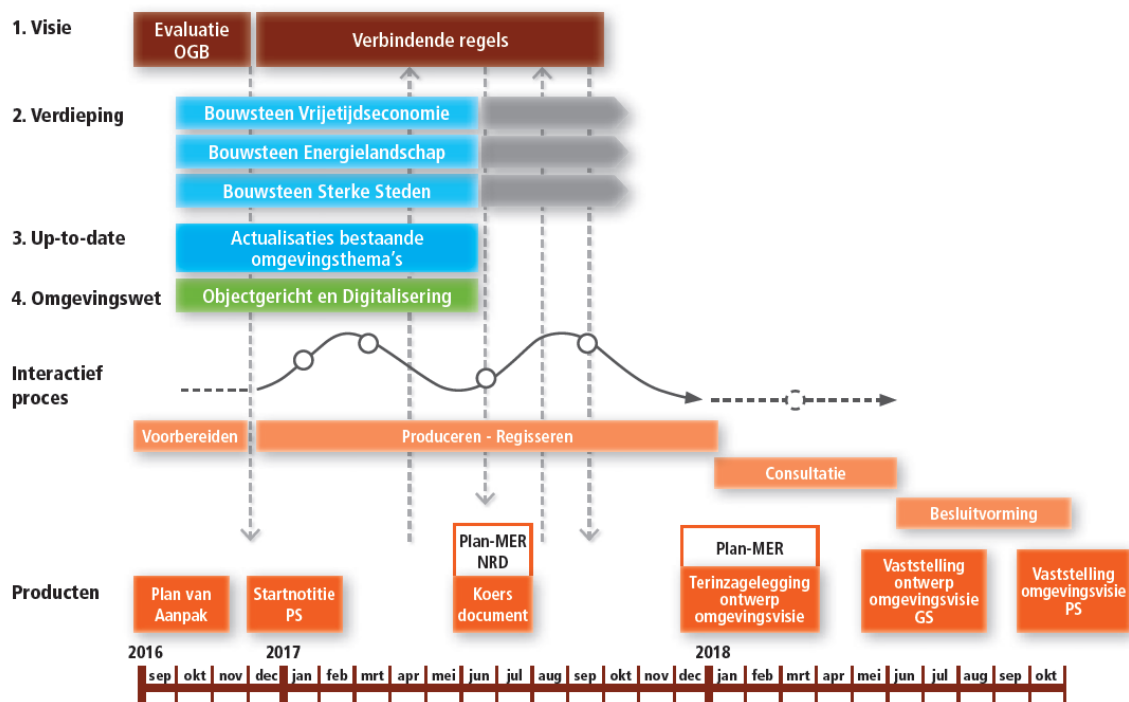 1. Visie
Evaluatie
OGB
Verbindende regels
2. Verdieping
Bouwsteen Vrijetijdseconomie
Bouwsteen Energielandschap
Bouwsteen Sterke Steden
3. Up-to-date
Actualisaties bestaande
omgevingsthema's
4. Omgevingswet
Objectgericht en Digitalisering
Interactief
proces
Voorbereiden
Produceren - Regisseren
Consultatie
Besluitvorming
Producten
Plan van
Aanpak
Startnotitie
PS
Plan-MER
NRD
Koers
document
Plan-MER
Terinzagelegging
ontwerp
omgevingsvisie
Vaststelling
ontwerp
omgevingsvisie
GS
Vaststelling
omgevingsvisie
PS
2016 2017 2018
sep okt nov dec jan feb mrt apr mei jun jul aug sep okt nov dec jan feb mrt apr mei jun jul aug sep okt